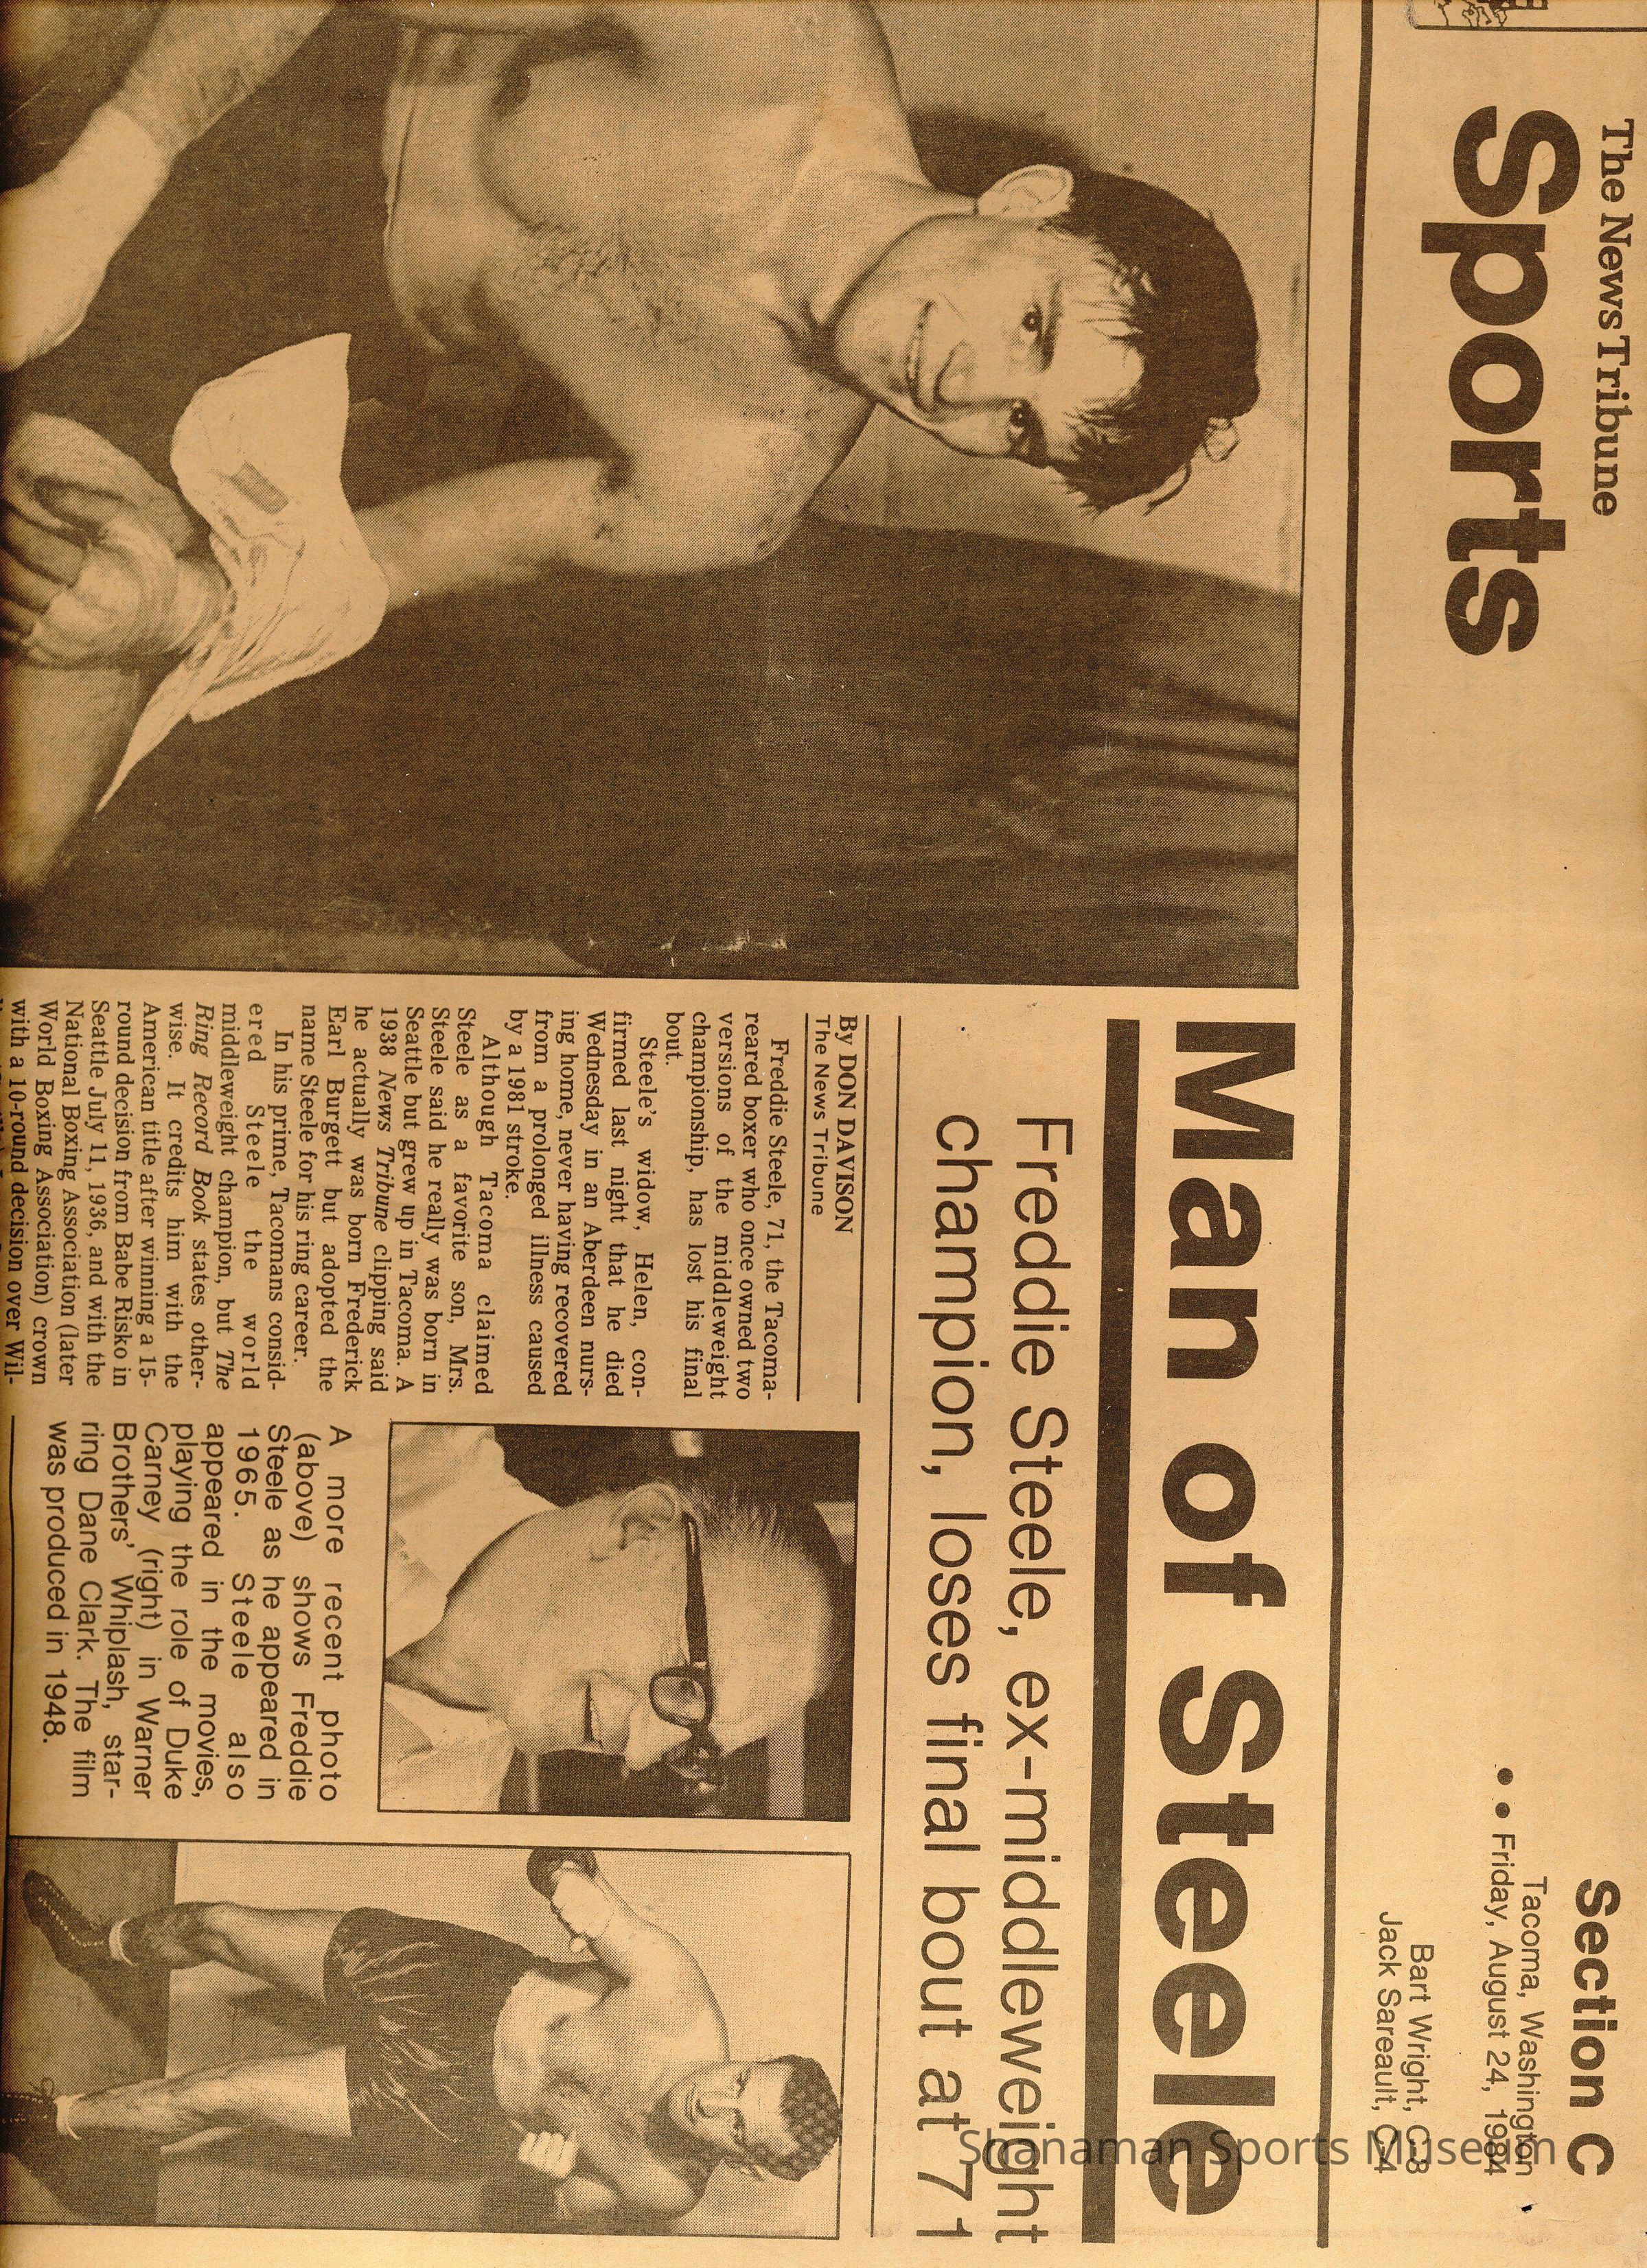 The News Tribune
Sports
Section C
Tacoma, Washington
•• Friday, August 24, 1984
Bart Wright, C-3
Jack Sareault, C-4
Man of Steele
Freddie Steele, ex-middleweight
champion, loses final bout at 71
By DON DAVISON
The News Tribune
Freddie Steele, 71, the Tacoma-
reared boxer who once owned two
versions of the middleweight
championship, has lost his final
bout.
Steele's widow, Helen, con-
firmed last night that he died
Wednesday in an Aberdeen nurs-
ing home, never having recovered
from a prolonged illness caused
by a 1981 stroke.
Although Tacoma claimed
Steele as a favorite son, Mrs.
Steele said he really was born in
Seattle but grew up in Tacoma. A
1938 News Tribune clipping said
he actually was born Frederick
Earl Burgett but adopted the
name Steele for his ring career.
In his prime, Tacomans consid-
ered Steele the world
middleweight champion, but The
Ring Record Book states other-
wise. It credits him with the
American title after winning a 15-
round decision from Babe Risko in
Seattle July 11, 1936, and with the
National Boxing Association (later
World Boxing Association) crown
with a 10-round decision over Wil-
A more recent photo
(above) shows Freddie
Steele as he appeared in
1965. Steele also
appeared in the movies,
playing the role of Duke
Carney (right) in Warner
Brothers' Whiplash, star-
ring Dane Clark. The film
was produced in 1948.
Shanaman Sports Museum